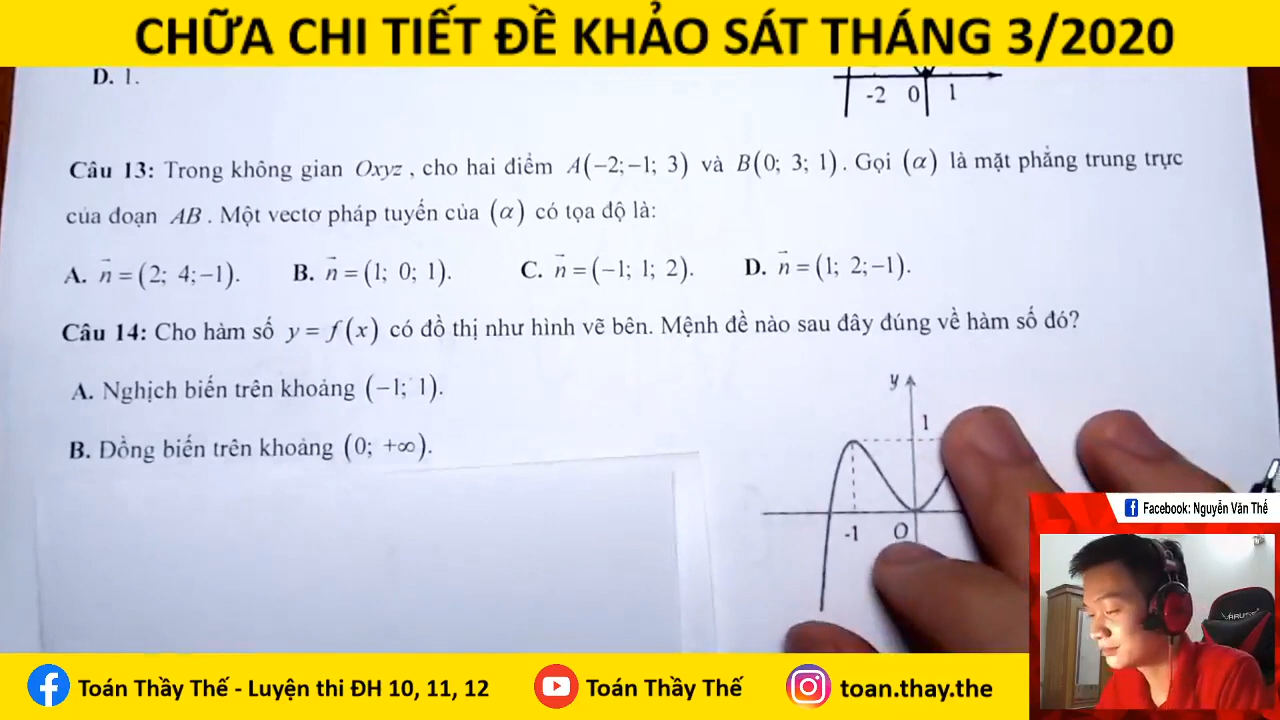 CHỮA CHI TIẾT ĐỀ KHẢO SÁT THÁNG 3/2020
D. 1.
-2 0 1
Câu 13: Trong không gian Oxyz, cho hai điểm A(−2;−1; 3) và B(0; 3; 1). Gọi (α) là mặt phẳng trung trực
của đoạn AB. Một vectơ pháp tuyến của (α) có tọa độ là:
A. n⃗ = (2; 4;−1). B. n⃗ = (1; 0; 1). C. n⃗ = (−1; 1; 2). D. n⃗ = (1; 2;−1).
Câu 14: Cho hàm số y = f(x) có đồ thị như hình vẽ bên. Mệnh đề nào sau đây đúng về hàm số đó?
y
A. Nghịch biến trên khoảng (−1; 1).
1
B. Đồng biến trên khoảng (0; +∞).
-1 O
Facebook: Nguyễn Văn Thế
Toán Thầy Thế - Luyện thi ĐH 10, 11, 12
Toán Thầy Thế
toan.thay.the